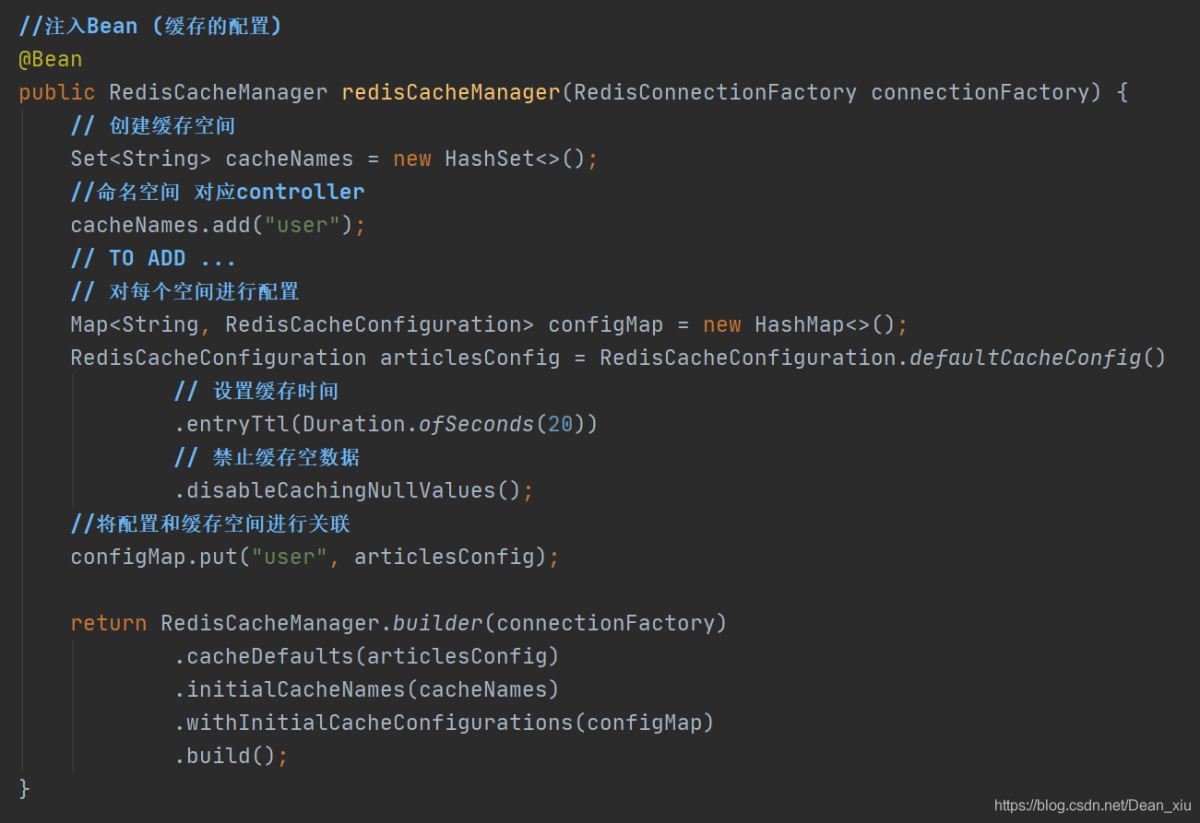 //注入Bean (缓存的配置)
@Bean
public RedisCacheManager redisCacheManager(RedisConnectionFactory connectionFactory) {
    // 创建缓存空间
    Set<String> cacheNames = new HashSet<>();
    //命名空间 对应controller
    cacheNames.add("user");
    // TO ADD ...
    // 对每个空间进行配置
    Map<String, RedisCacheConfiguration> configMap = new HashMap<>();
    RedisCacheConfiguration articlesConfig = RedisCacheConfiguration.defaultCacheConfig()
            // 设置缓存时间
            .entryTtl(Duration.ofSeconds(20))
            // 禁止缓存空数据
            .disableCachingNullValues();
    //将配置和缓存空间进行关联
    configMap.put("user", articlesConfig);

    return RedisCacheManager.builder(connectionFactory)
            .cacheDefaults(articlesConfig)
            .initialCacheNames(cacheNames)
            .withInitialCacheConfigurations(configMap)
            .build();
}
https://blog.csdn.net/Dean_xiu